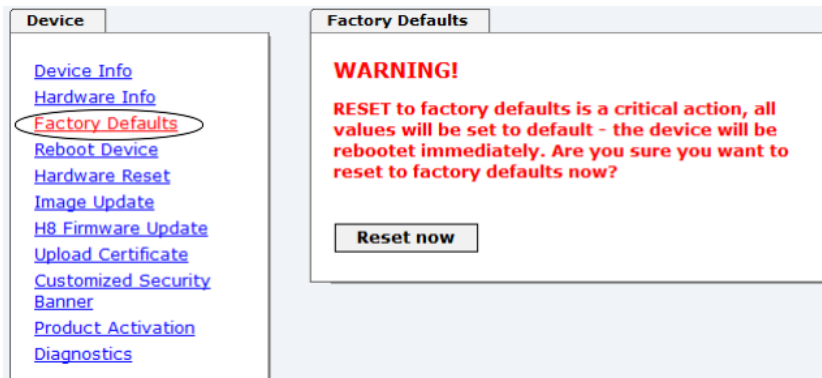 Device
Device Info
Hardware Info
Factory Defaults
Reboot Device
Hardware Reset
Image Update
H8 Firmware Update
Upload Certificate
Customized Security
Banner
Product Activation
Diagnostics
Factory Defaults
WARNING!
RESET to factory defaults is a critical action, all
values will be set to default - the device will be
rebootet immediately. Are you sure you want to
reset to factory defaults now?
Reset now